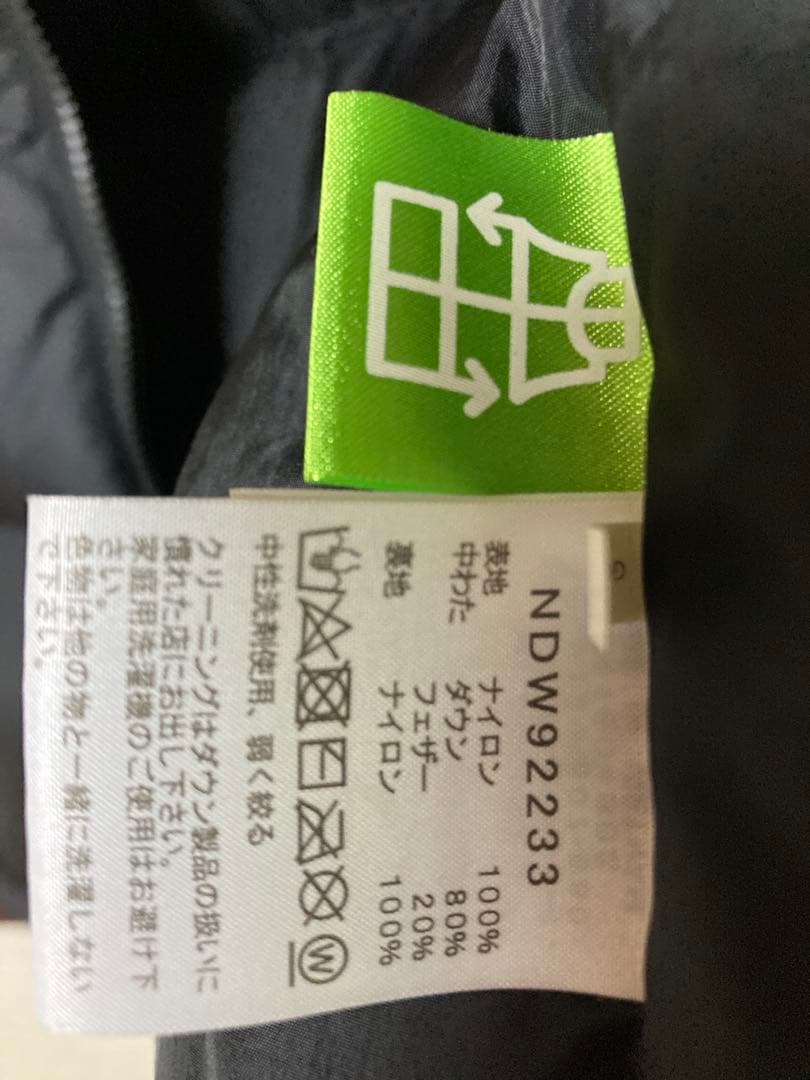 NDW92233
表地 ナイロン 100%
中わた ダウン 80%
フェザー 20%
裏地 ナイロン 100%
W
中性洗剤使用、弱く絞る
クリーニングはダウン製品の扱いに
慣れた店にお出し下さい。
家庭用洗濯機のご使用はお避け下
さい。
色物は他の物と一緒に洗濯しない
で下さい。